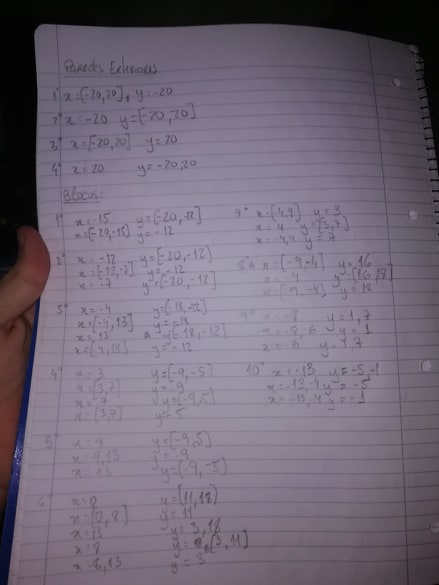 Paredes Exteriores
1° x=[-20,20], y=-20
2° x=-20 y=[-20,20]
3° x=[-20,20] y=20
4° x=20 y=-20,20
Blocos:
1° x=-15 y=[-20,-12]
x=[-20,-15] y=-12
2° x=-12 y=[-20,-12]
x=[-12,-7] y=-12
x=-7 y=[-20,-12]
3° x=-4 y=[-18,-12]
x=[-4,13] y=-18
x=13 y=[-18,-12]
x=[-4,13] y=-12
4° x=3 y=[-9,-5]
x=[3,7] y=-9
x=7 y=[-9,-5]
x=[3,7] y=-5
5° x=9 y=[-9,5]
x=9,13 y=-9
x=13 y=[-9,-5]
6° x=0 y=[11,18]
x=[0,8] y=11
x=13 y=3,18
x=8 y=[3,11]
x=8,13 y=3
7° x=[-4,4] y=3
x=4 y=[3,7]
x=-4,4 y=7
8° x=[-9,-4] y=16
x=-4 y=[16,18]
x=[-9,-4] y=18
9° x=-8 y=1,7
x=-8,-6 y=1
x=-6 y=1,7
10° x=-13 y=-5,-1
x=-13,-4 y=-5
x=-13,-4 y=-1